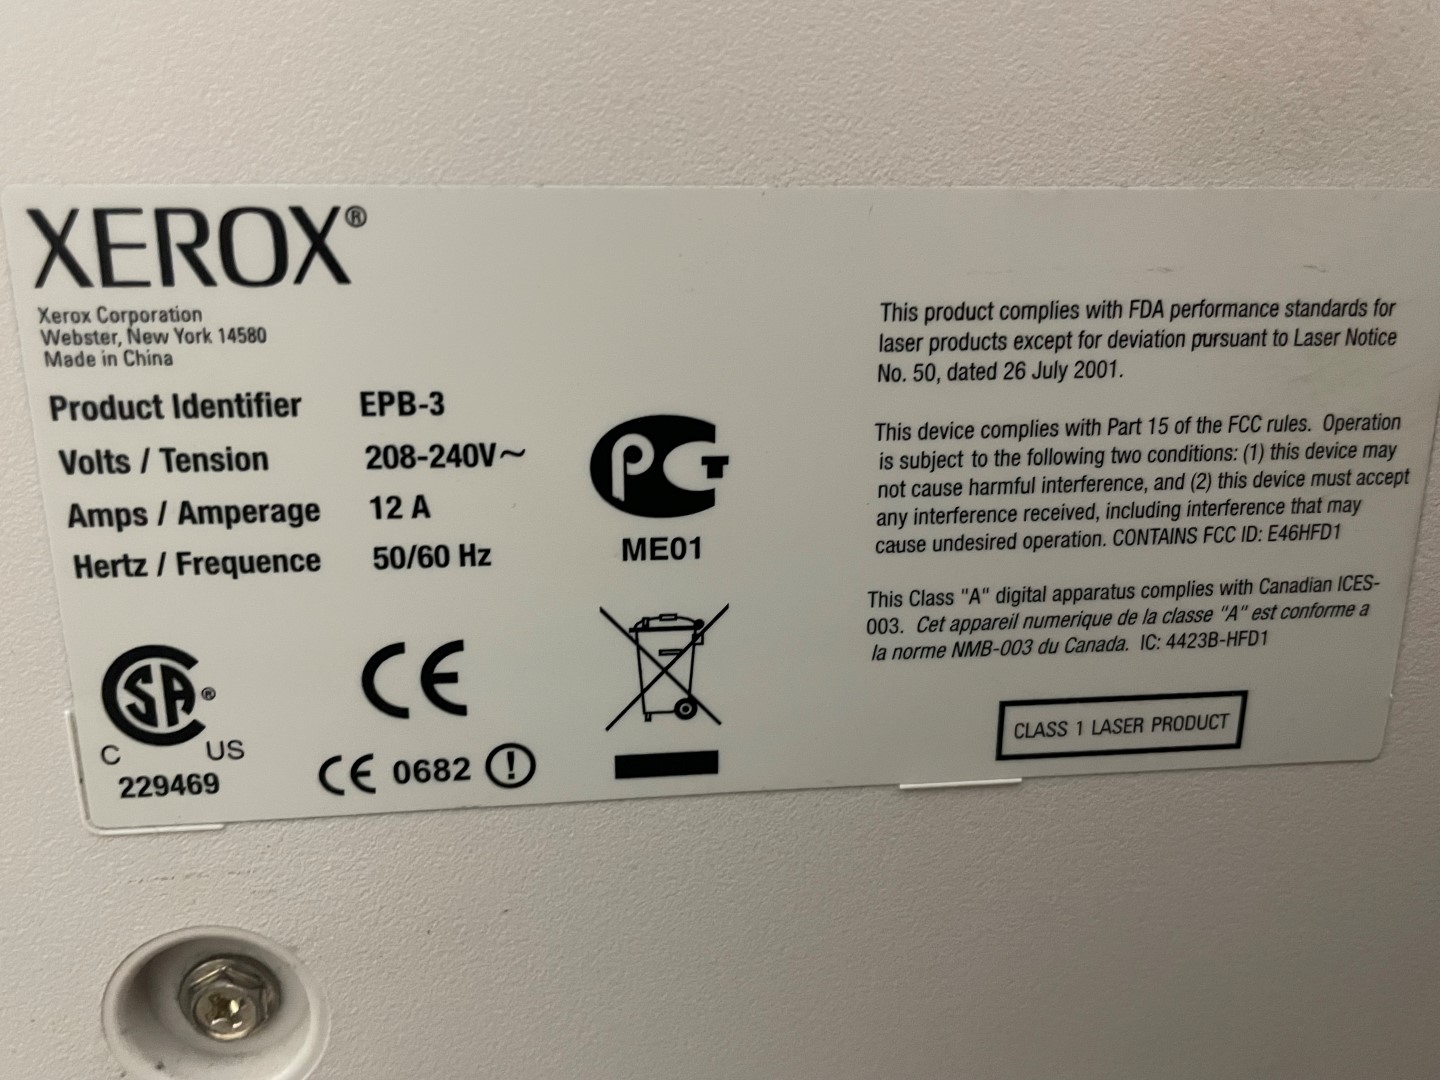 XEROX®
Xerox Corporation
Webster, New York 14580
Made in China
Product Identifier EPB-3
Volts / Tension 208-240V~
Amps / Amperage 12 A
Hertz / Frequence 50/60 Hz
PCT
ME01
CSA®
C US
229469
CE
CE 0682 !
This product complies with FDA performance standards for
laser products except for deviation pursuant to Laser Notice
No. 50, dated 26 July 2001.
This device complies with Part 15 of the FCC rules. Operation
is subject to the following two conditions: (1) this device may
not cause harmful interference, and (2) this device must accept
any interference received, including interference that may
cause undesired operation. CONTAINS FCC ID: E46HFD1
This Class "A" digital apparatus complies with Canadian ICES-
003. Cet appareil numerique de la classe "A" est conforme a
la norme NMB-003 du Canada. IC: 4423B-HFD1
CLASS 1 LASER PRODUCT